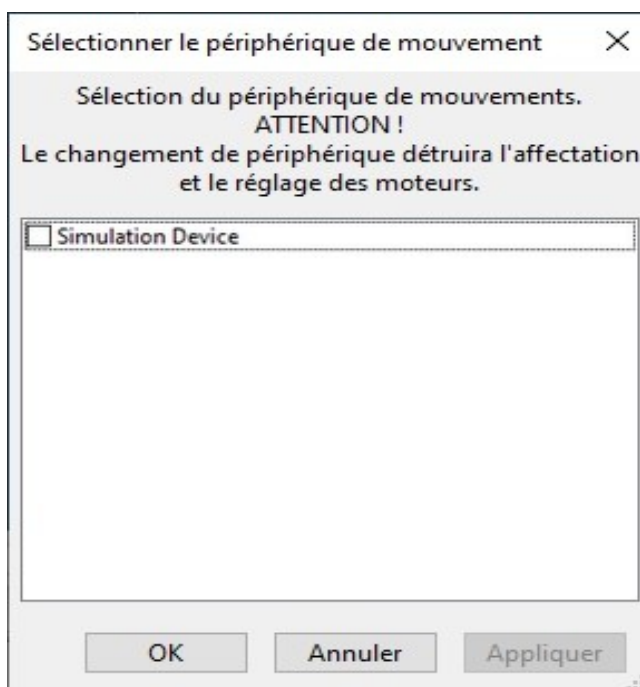 Sélectionner le périphérique de mouvement
Sélection du périphérique de mouvements.
ATTENTION !
Le changement de périphérique détruira l'affectation
et le réglage des moteurs.
Simulation Device
OK
Annuler
Appliquer